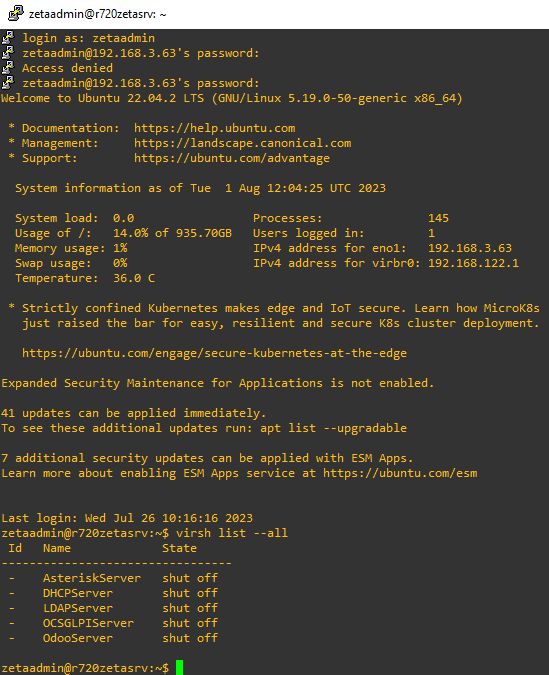 zetaadmin@r720zetasrv: ~
login as: zetaadmin
zetaadmin@192.168.3.63's password:
Access denied
zetaadmin@192.168.3.63's password:
Welcome to Ubuntu 22.04.2 LTS (GNU/Linux 5.19.0-50-generic x86_64)
* Documentation:  https://help.ubuntu.com
* Management:     https://landscape.canonical.com
* Support:        https://ubuntu.com/advantage
System information as of Tue  1 Aug 12:04:25 UTC 2023
System load:  0.0                Processes:               145
Usage of /:   14.0% of 935.70GB   Users logged in:         1
Memory usage: 1%                 IPv4 address for eno1:   192.168.3.63
Swap usage:   0%                 IPv4 address for virbr0: 192.168.122.1
Temperature:  36.0 C
* Strictly confined Kubernetes makes edge and IoT secure. Learn how MicroK8s
just raised the bar for easy, resilient and secure K8s cluster deployment.
https://ubuntu.com/engage/secure-kubernetes-at-the-edge
Expanded Security Maintenance for Applications is not enabled.
41 updates can be applied immediately.
To see these additional updates run: apt list --upgradable
7 additional security updates can be applied with ESM Apps.
Learn more about enabling ESM Apps service at https://ubuntu.com/esm
Last login: Wed Jul 26 10:16:16 2023
zetaadmin@r720zetasrv:~$ virsh list --all
Id   Name             State
---------------------------------
-    AsteriskServer   shut off
-    DHCPServer       shut off
-    LDAPServer       shut off
-    OCSGLPIServer    shut off
-    OdooServer       shut off
zetaadmin@r720zetasrv:~$